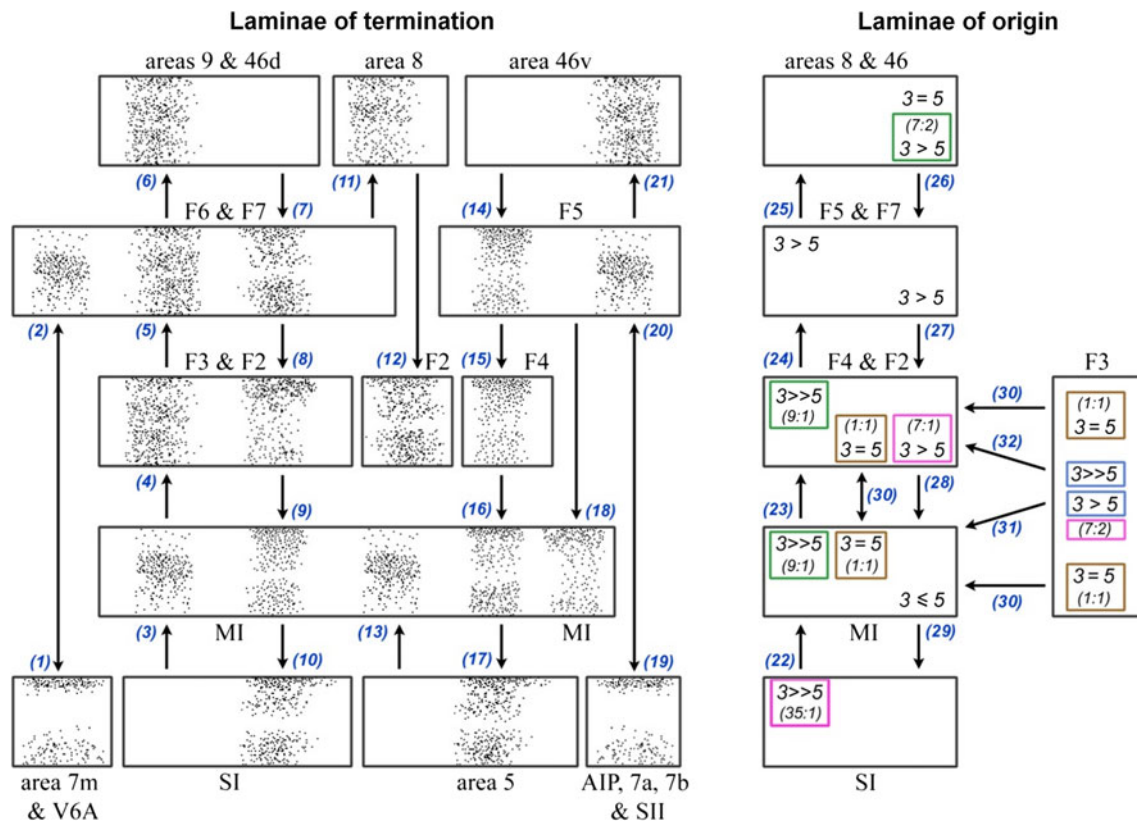 Laminae of termination
Laminae of origin
areas 9 & 46d
area 8
area 46v
areas 8 & 46
3 = 5
(7:2)
3 > 5
(6)
(7)
(11)
(14)
(21)
(25)
(26)
F6 & F7
F5
F5 & F7
3 > 5
3 > 5
(2)
(5)
(8)
(12)
(15)
(20)
(24)
(27)
F3 & F2
F2
F4
F4 & F2
F3
3>>5
(9:1)
(1:1)
3 = 5
(7:1)
3 > 5
(30)
(32)
(1:1)
3 = 5
3>>5
3 > 5
(7:2)
3 = 5
(1:1)
(4)
(9)
(16)
(18)
(23)
(30)
(28)
(31)
3>>5
(9:1)
3 = 5
(1:1)
3 ⩽ 5
(30)
MI
MI
MI
(1)
(3)
(10)
(13)
(17)
(19)
(22)
(29)
3>>5
(35:1)
area 7m
& V6A
SI
area 5
AIP, 7a, 7b
& SII
SI